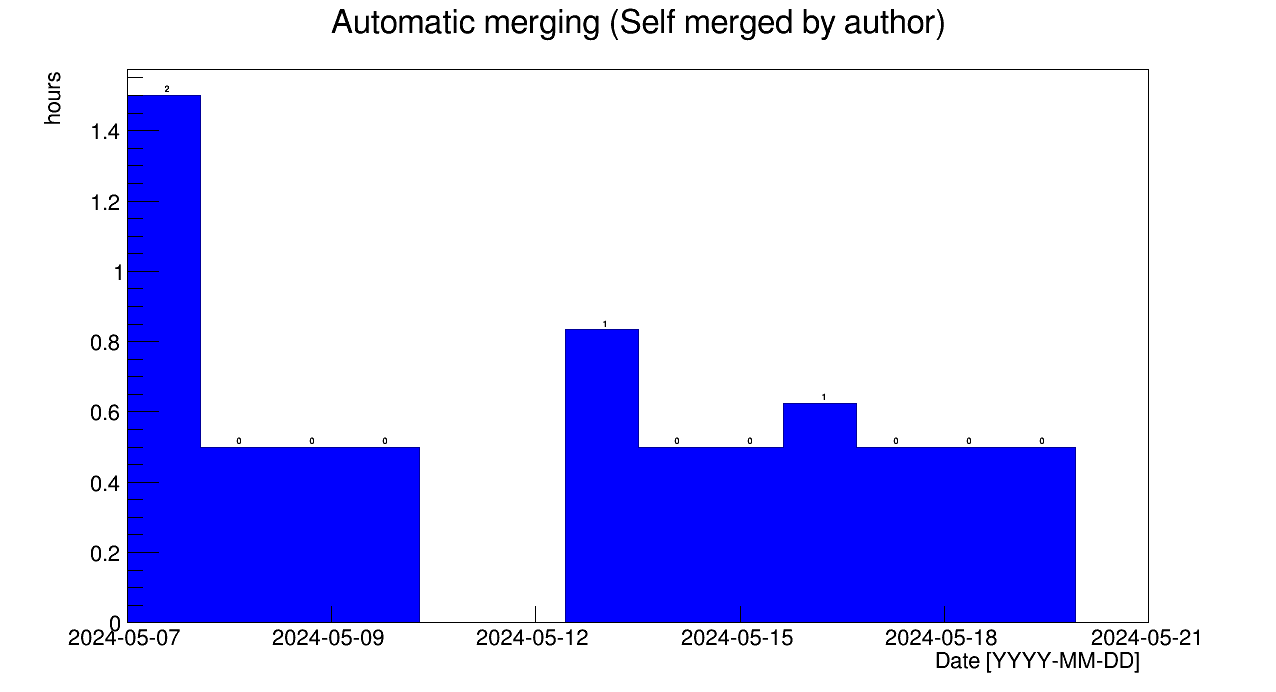 Automatic merging (Self merged by author)
hours
1.4
1.2
1
0.8
0.6
0.4
0.2
0
2
0 0 0
1
0 0
1
0 0 0
2024-05-07 2024-05-09 2024-05-12 2024-05-15 2024-05-18 2024-05-21
Date [YYYY-MM-DD]